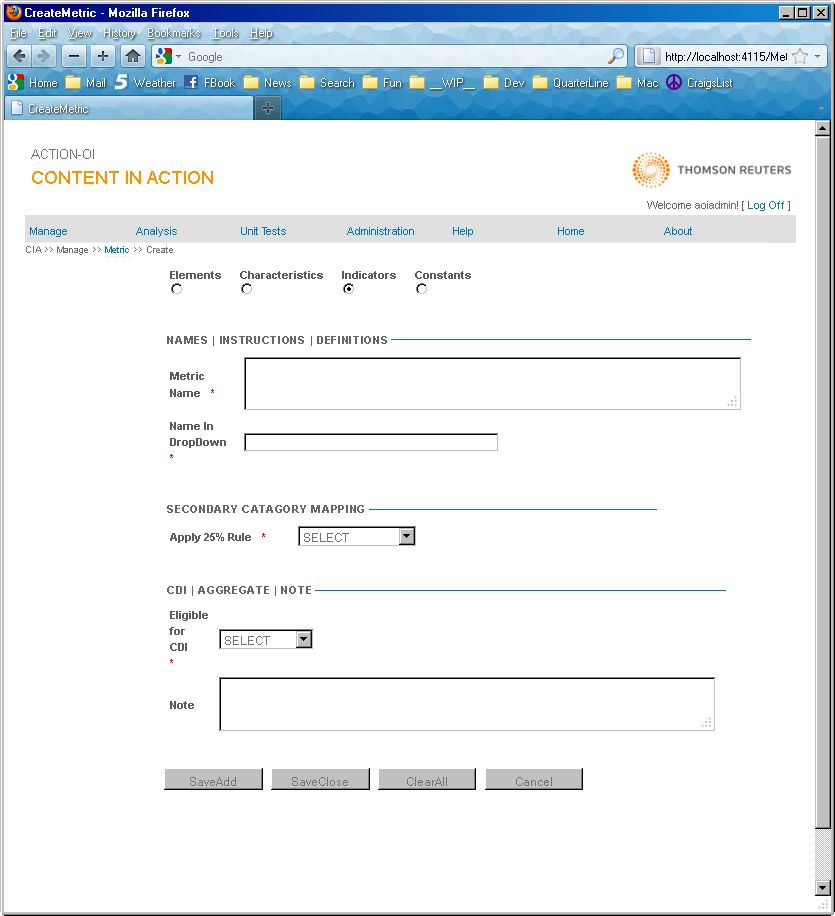 CreateMetric - Mozilla Firefox
File Edit View History Bookmarks Tools Help
Google http://localhost:4115/Met
Home Mail Weather FBook News Search Fun __WIP__ Dev QuarterLine Mac CraigsList
CreateMetric
ACTION-OI
CONTENT IN ACTION
THOMSON REUTERS
Welcome aoiadmin! [ Log Off ]
Manage Analysis Unit Tests Administration Help Home About
CIA >> Manage >> Metric >> Create
Elements Characteristics Indicators Constants
NAMES | INSTRUCTIONS | DEFINITIONS
Metric
Name *
Name In
DropDown
*
SECONDARY CATAGORY MAPPING
Apply 25% Rule * SELECT
CDI | AGGREGATE | NOTE
Eligible
for
CDI SELECT
*
Note
SaveAdd SaveClose ClearAll Cancel